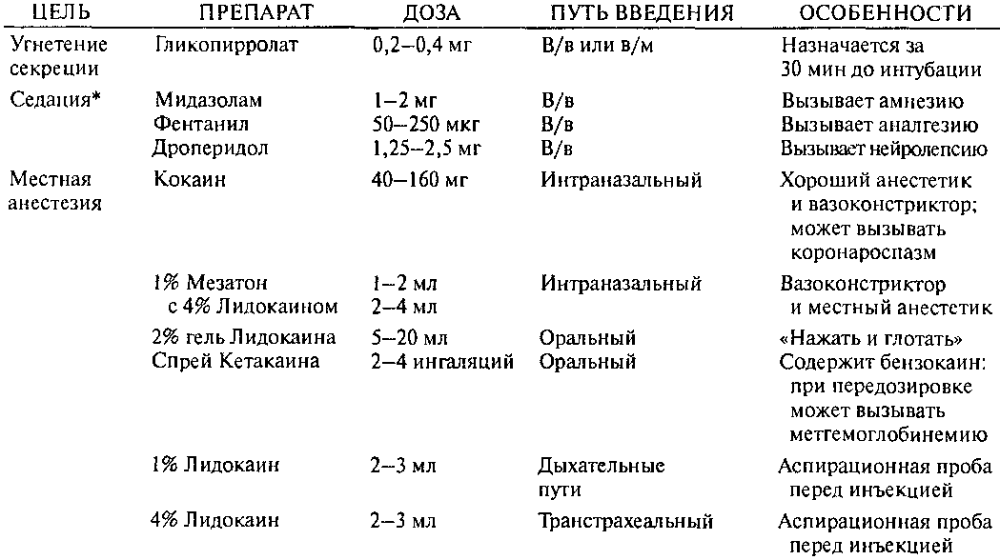 ЦЕЛЬ ПРЕПАРАТ ДОЗА ПУТЬ ВВЕДЕНИЯ ОСОБЕННОСТИ
Угнетение Гликопирролат 0,2–0,4 мг В/в или в/м Назначается за
секреции 30 мин до интубации
Седация* Мидазолам 1–2 мг В/в Вызывает амнезию
Фентанил 50–250 мкг В/в Вызывает аналгезию
Дроперидол 1,25–2,5 мг В/в Вызывает нейролепсию
Местная Кокаин 40–160 мг Интраназальный Хороший анестетик
анестезия и вазоконстриктор;
может вызывать
коронароспазм
1% Мезатон 1–2 мл Интраназальный Вазоконстриктор
с 4% Лидокаином 2–4 мл и местный анестетик
2% гель Лидокаина 5–20 мл Оральный «Нажать и глотать»
Спрей Кетакаина 2–4 ингаляций Оральный Содержит бензокаин:
при передозировке
может вызывать
метгемоглобинемию
1% Лидокаин 2–3 мл Дыхательные Аспирационная проба
пути перед инъекцией
4% Лидокаин 2–3 мл Транстрахеальный Аспирационная проба
перед инъекцией